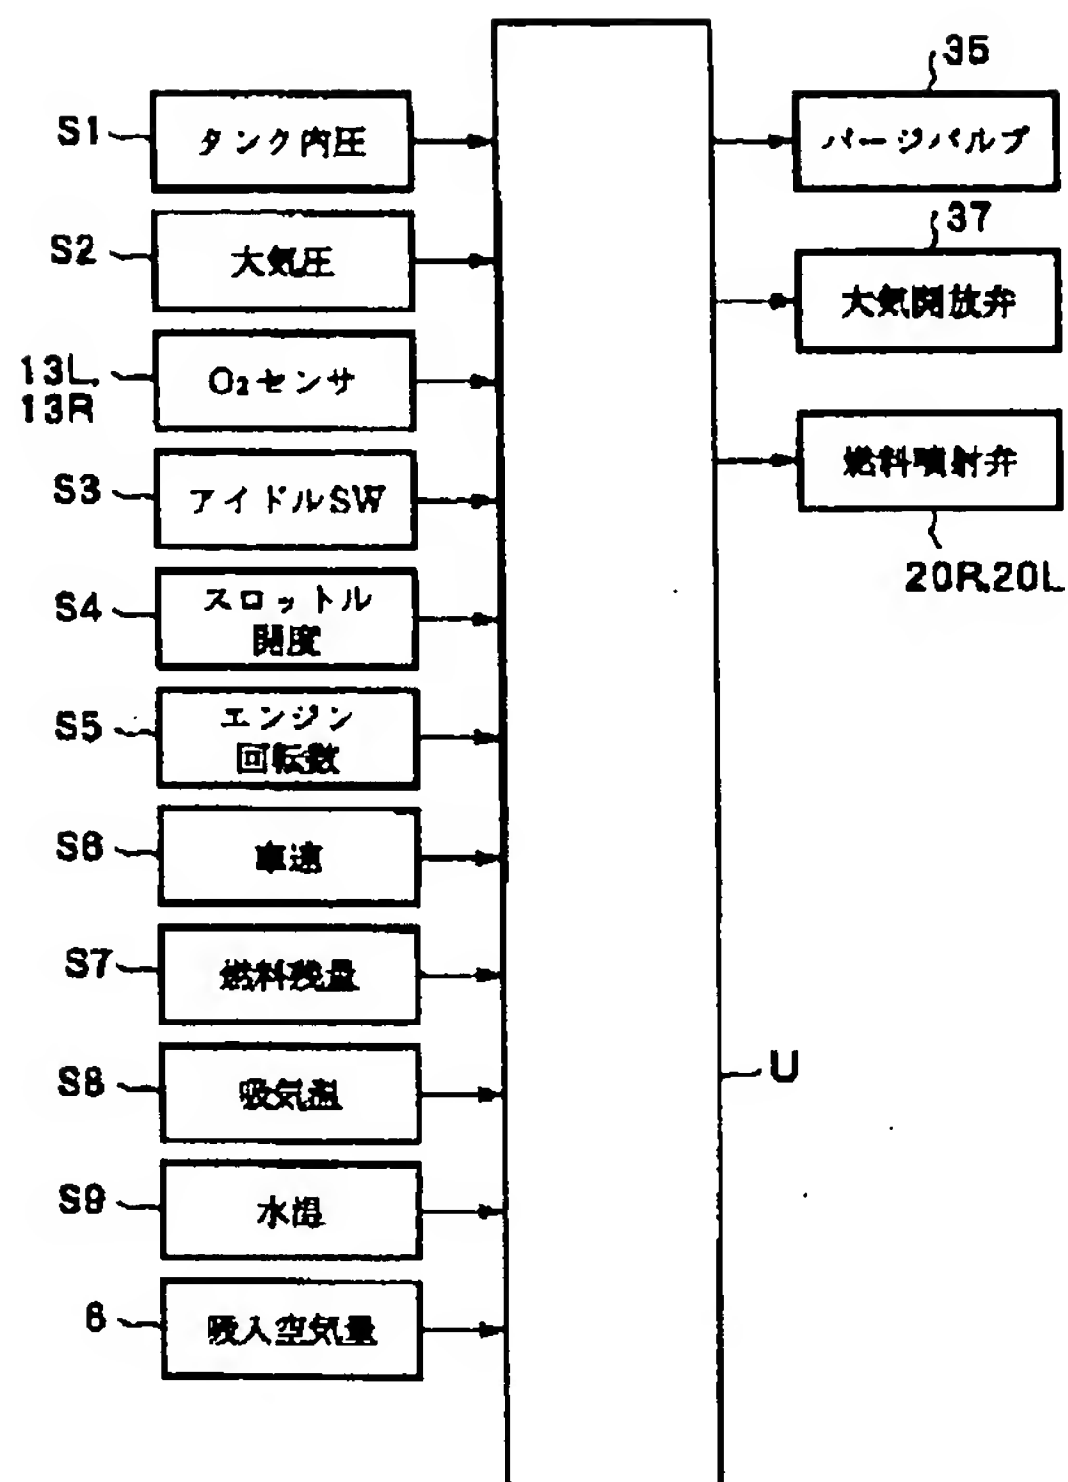 35
S1
タンク内圧
パージバルブ
37
S2
大気圧
大気開放弁
13L,
13R
O₂センサ
燃料噴射弁
20R,20L
S3
アイドルSW
S4
スロットル
開度
S5
エンジン
回転数
S6
車速
S7
燃料残量
S8
吸気温
U
S9
水温
6
吸入空気量